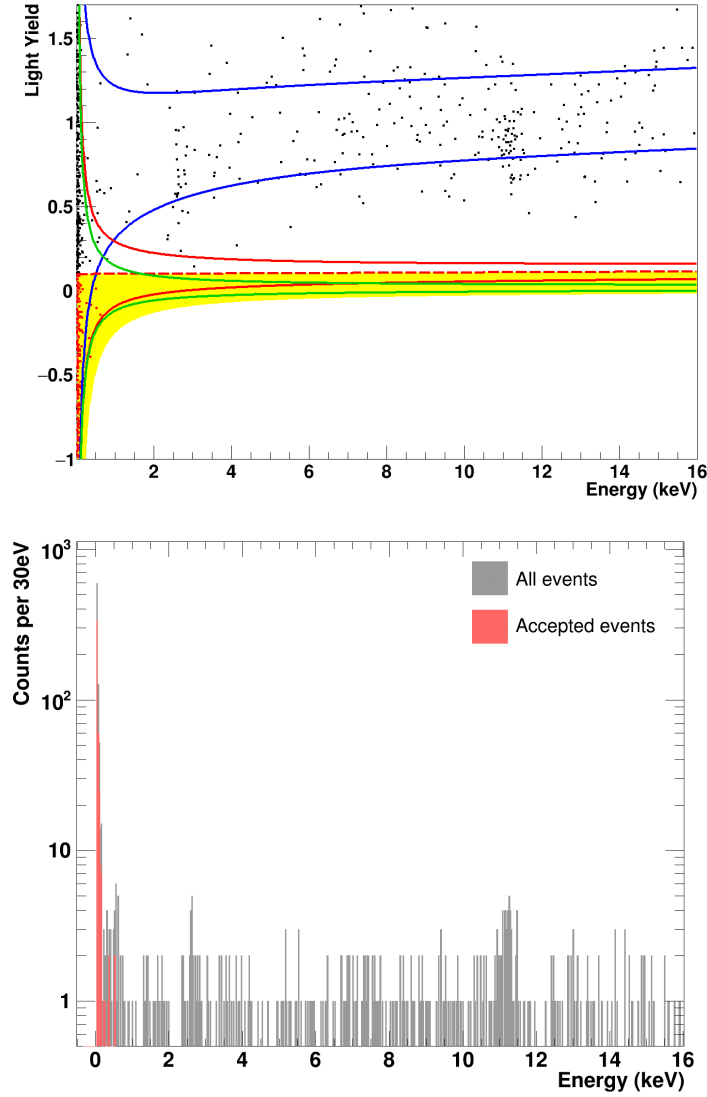 Light Yield
1.5
1
0.5
0
−0.5
−1
2 4 6 8 10 12 14 16
Energy (keV)
Counts per 30eV
10³
10²
10
1
All events
Accepted events
0 2 4 6 8 10 12 14 16
Energy (keV)